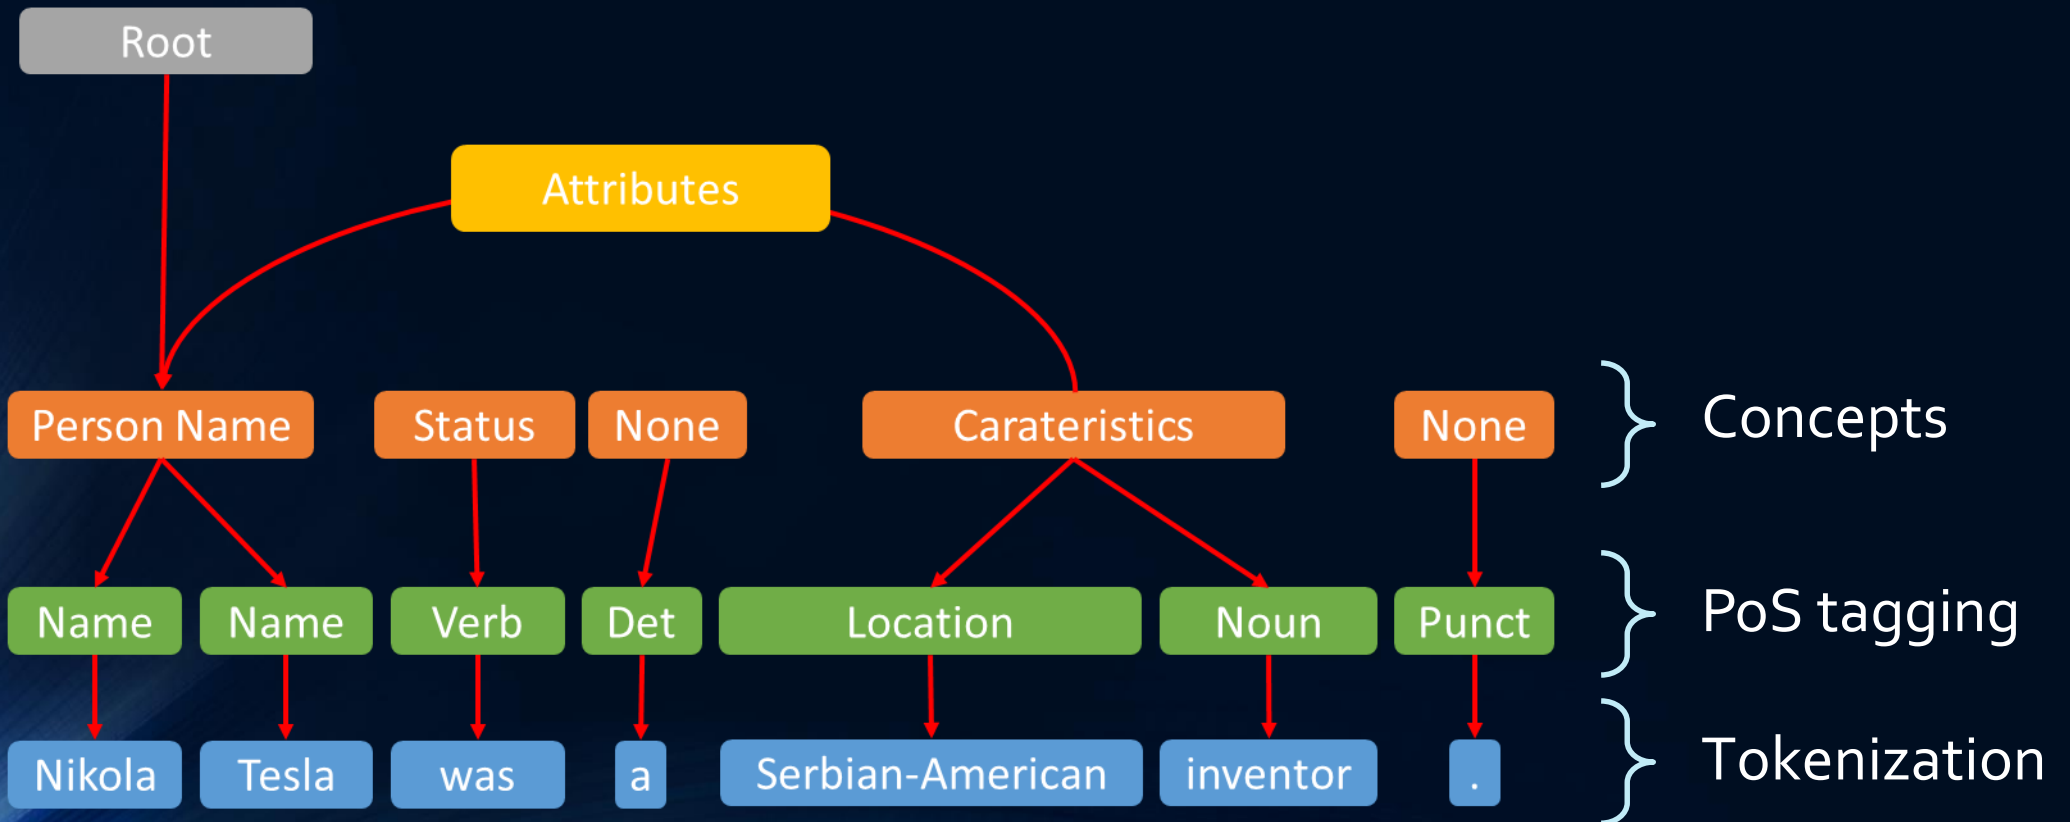 Root
Attributes
Person Name Status None Carateristics None Concepts
Name Name Verb Det Location Noun Punct PoS tagging
Nikola Tesla was a Serbian-American inventor . Tokenization